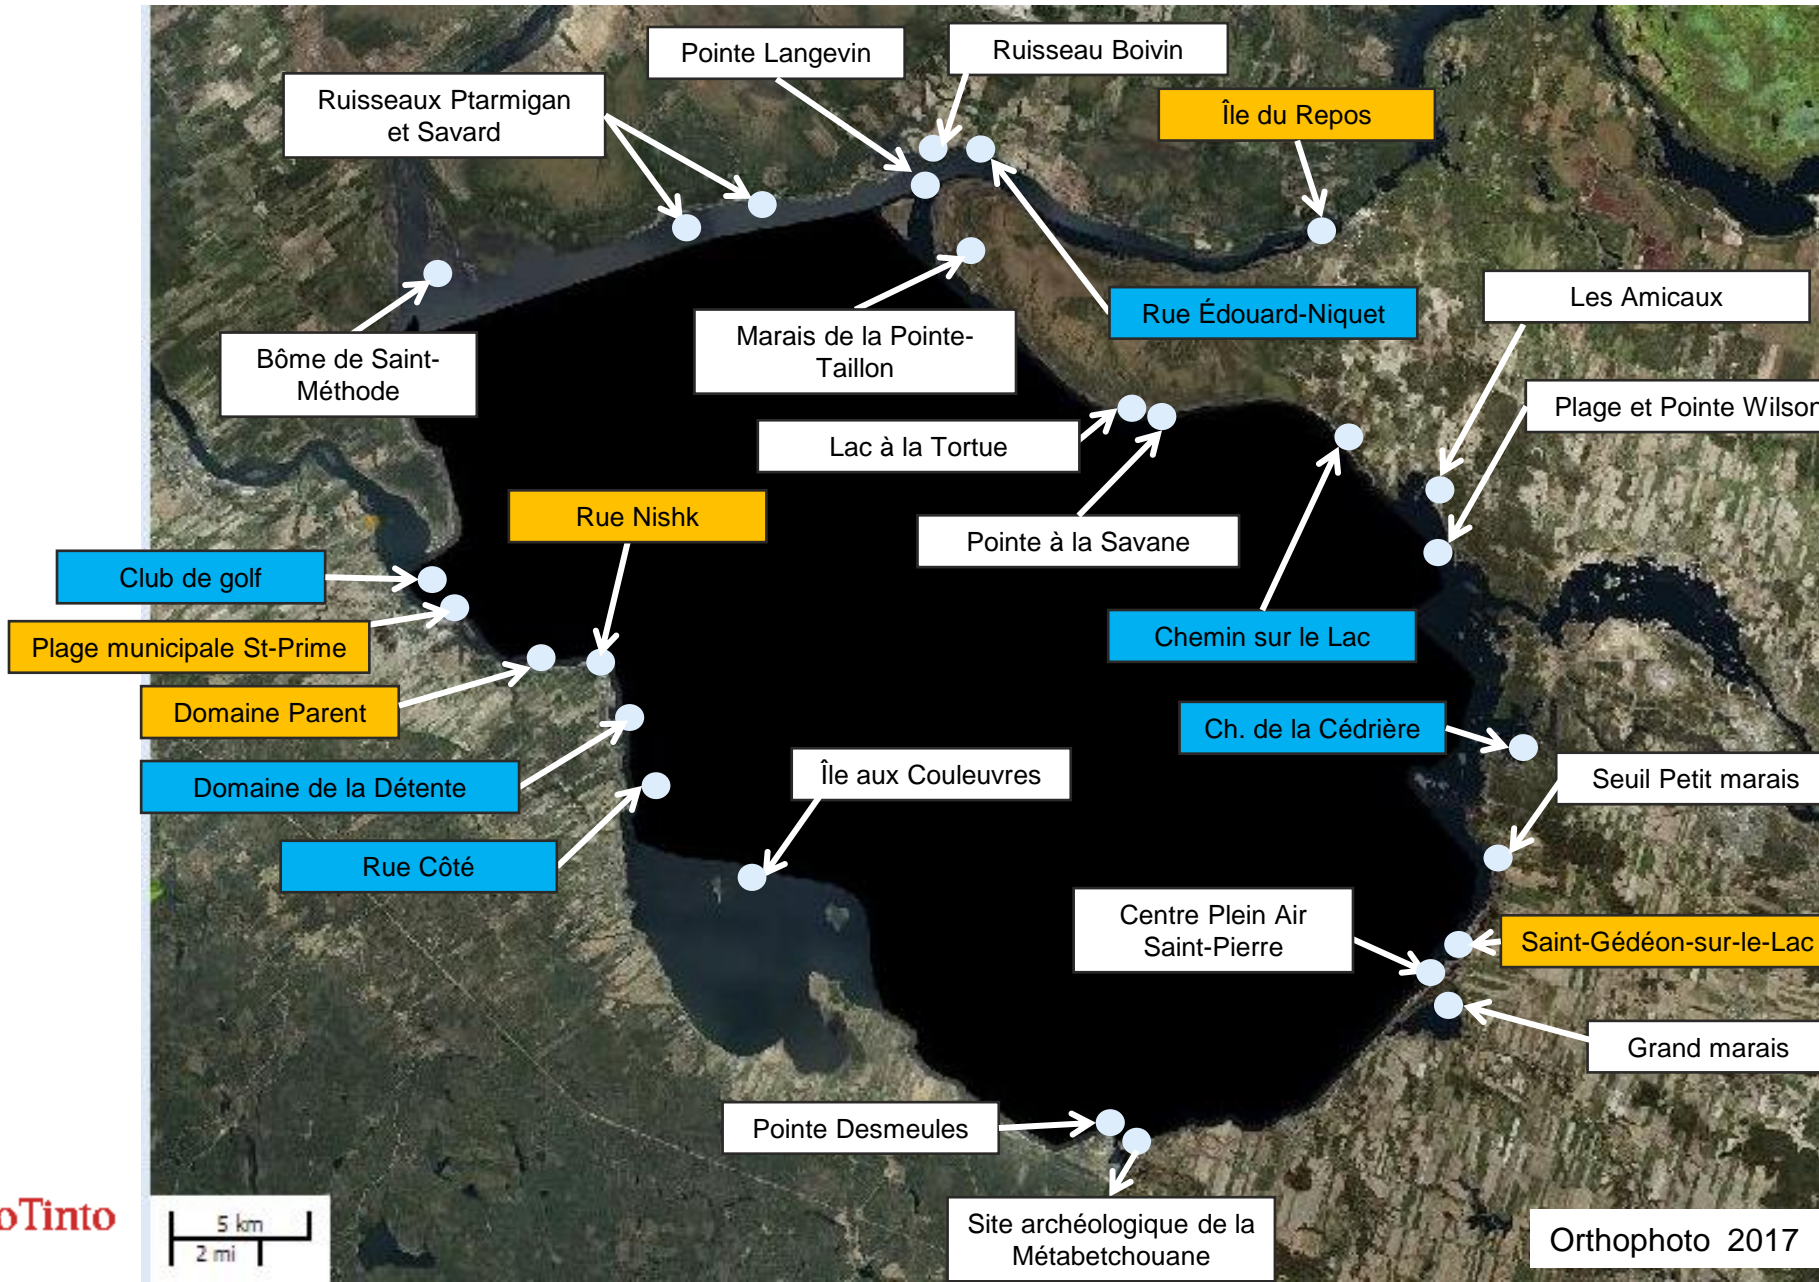 Pointe Langevin
Ruisseau Boivin
Ruisseaux Ptarmigan
et Savard
Île du Repos
Les Amicaux
Rue Édouard-Niquet
Marais de la Pointe-
Taillon
Bôme de Saint-
Méthode
Plage et Pointe Wilson
Lac à la Tortue
Rue Nishk
Pointe à la Savane
Club de golf
Plage municipale St-Prime
Chemin sur le Lac
Domaine Parent
Ch. de la Cédrière
Domaine de la Détente
Île aux Couleuvres
Seuil Petit marais
Rue Côté
Centre Plein Air
Saint-Pierre
Saint-Gédéon-sur-le-Lac
Grand marais
Pointe Desmeules
Site archéologique de la
Métabetchouane
oTinto
5 km
2 mi
Orthophoto 2017